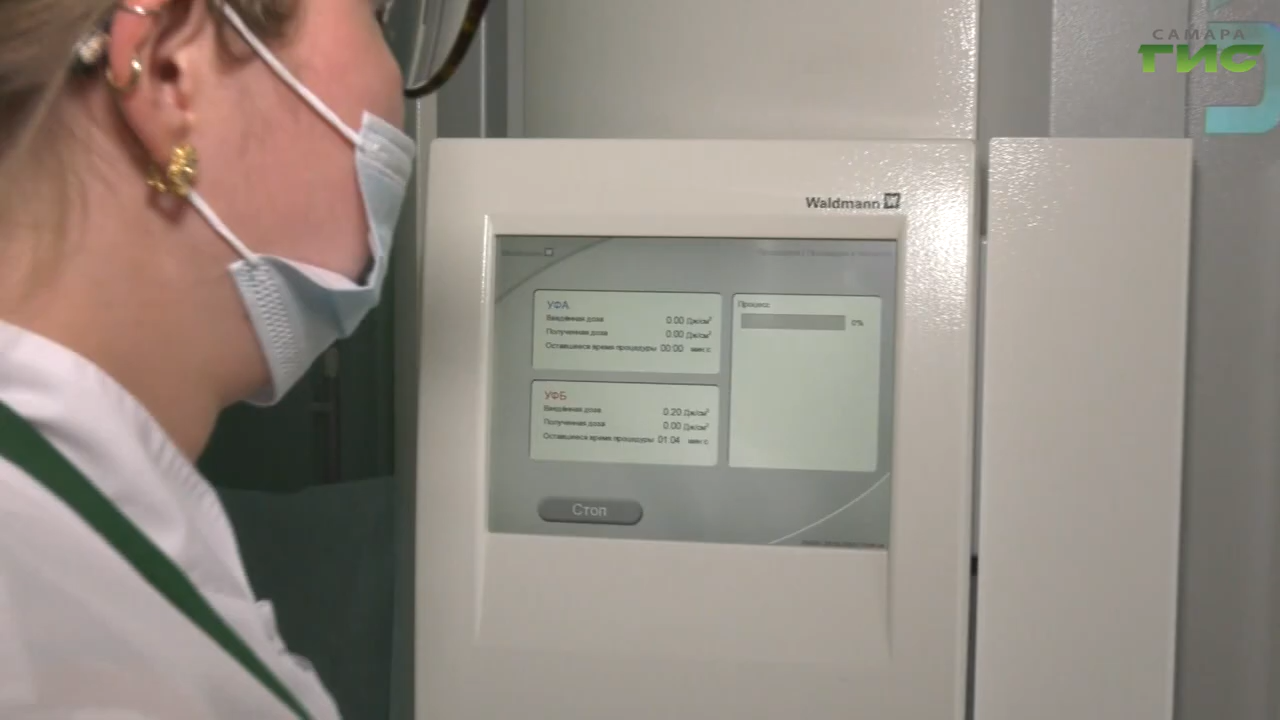 САМАРА
ГИС
Waldmann
Waldmann
УФА
Введённая доза 0.00 Дж/см²
Полученная доза 0.00 Дж/см²
Оставшееся время процедуры 00:00 мин:с
Процесс
0%
УФБ
Введённая доза 0.20 Дж/см²
Полученная доза 0.00 Дж/см²
Оставшееся время процедуры 01:04 мин:с
Стоп